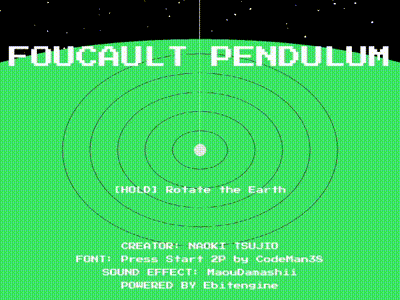 FOUCAULT PENDULUM
[HOLD] Rotate the Earth
CREATOR: NAOKI TSUJIO
FONT: Press Start 2P by CodeMan38
SOUND EFFECT: MaouDamashii
POWERED BY Ebitengine